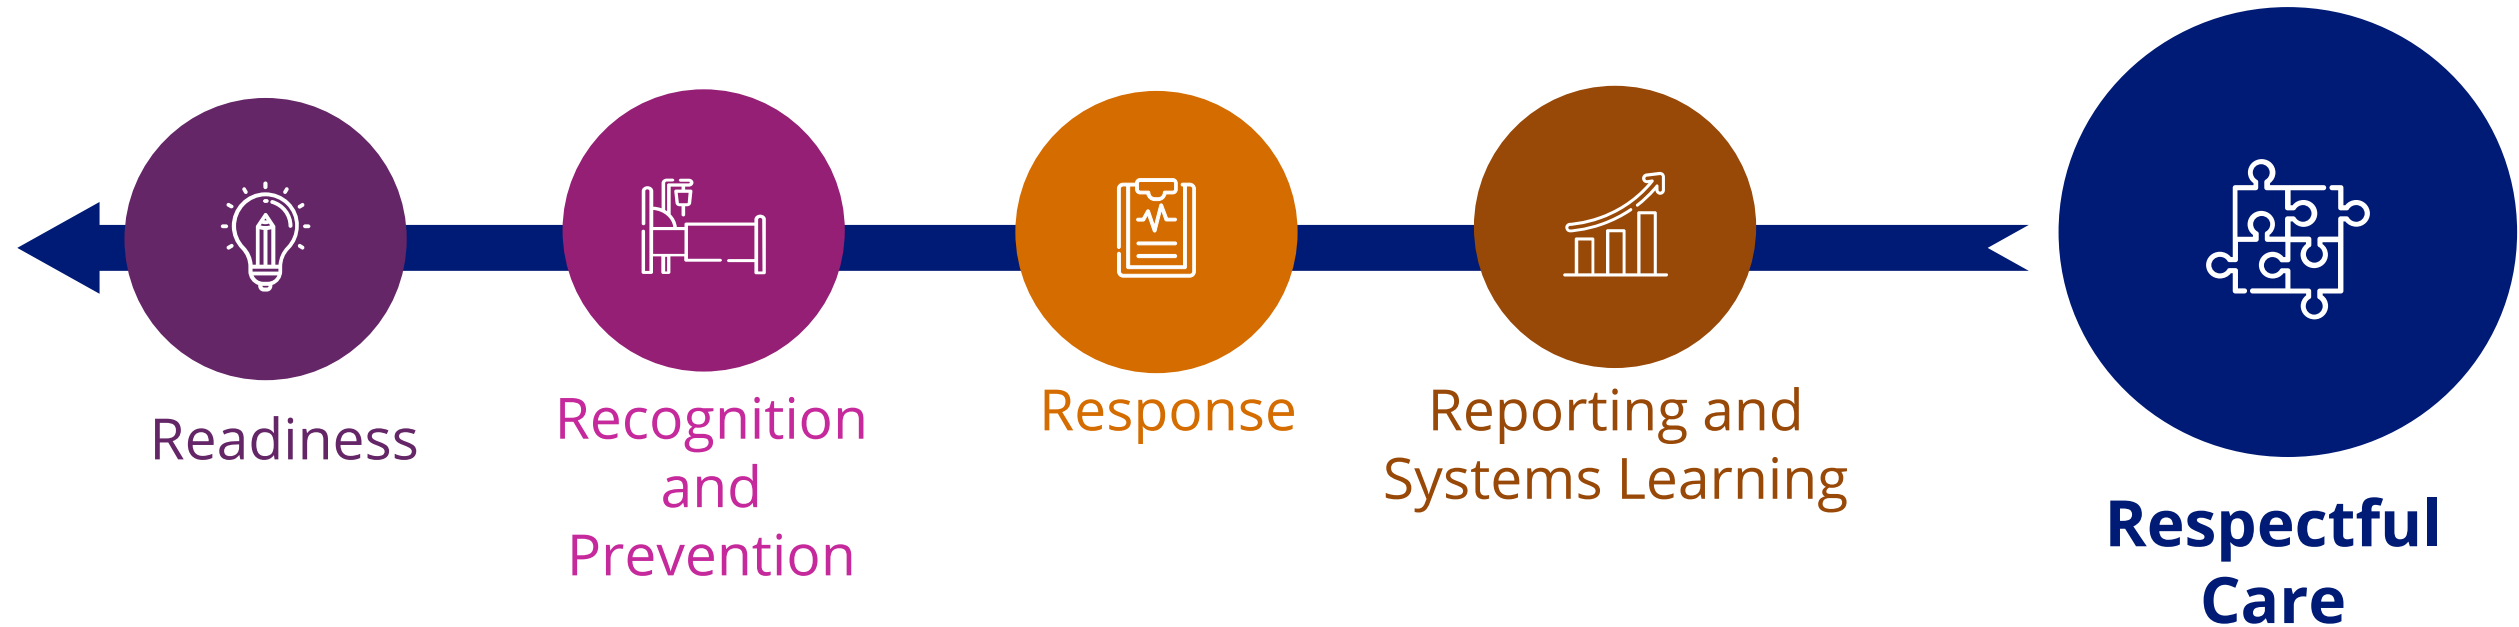 Readiness
Recognition
and
Prevention
Response
Reporting and
Systems Learning
Respectful
Care